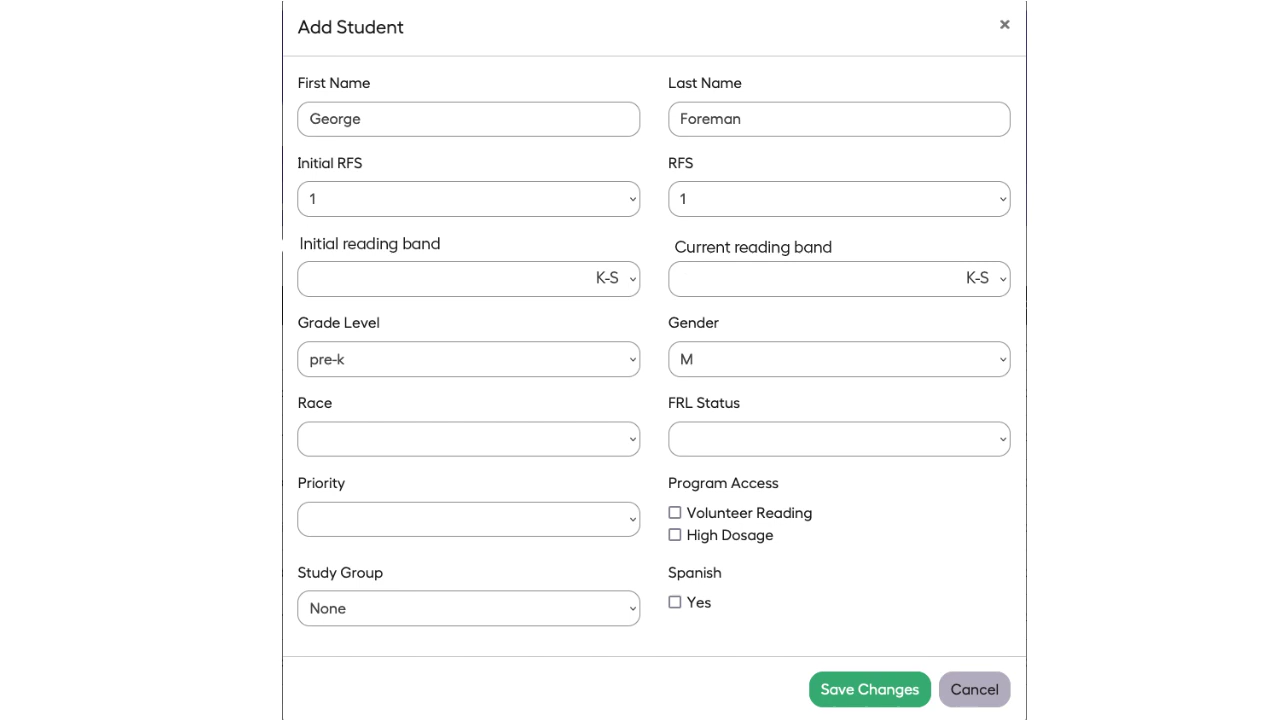 Add Student
×
First Name
Last Name
George
Foreman
Initial RFS
RFS
1
1
Initial reading band
Current reading band
K-S
K-S
Grade Level
Gender
pre-k
M
Race
FRL Status
Priority
Program Access
Volunteer Reading
High Dosage
Study Group
Spanish
None
Yes
Save Changes
Cancel